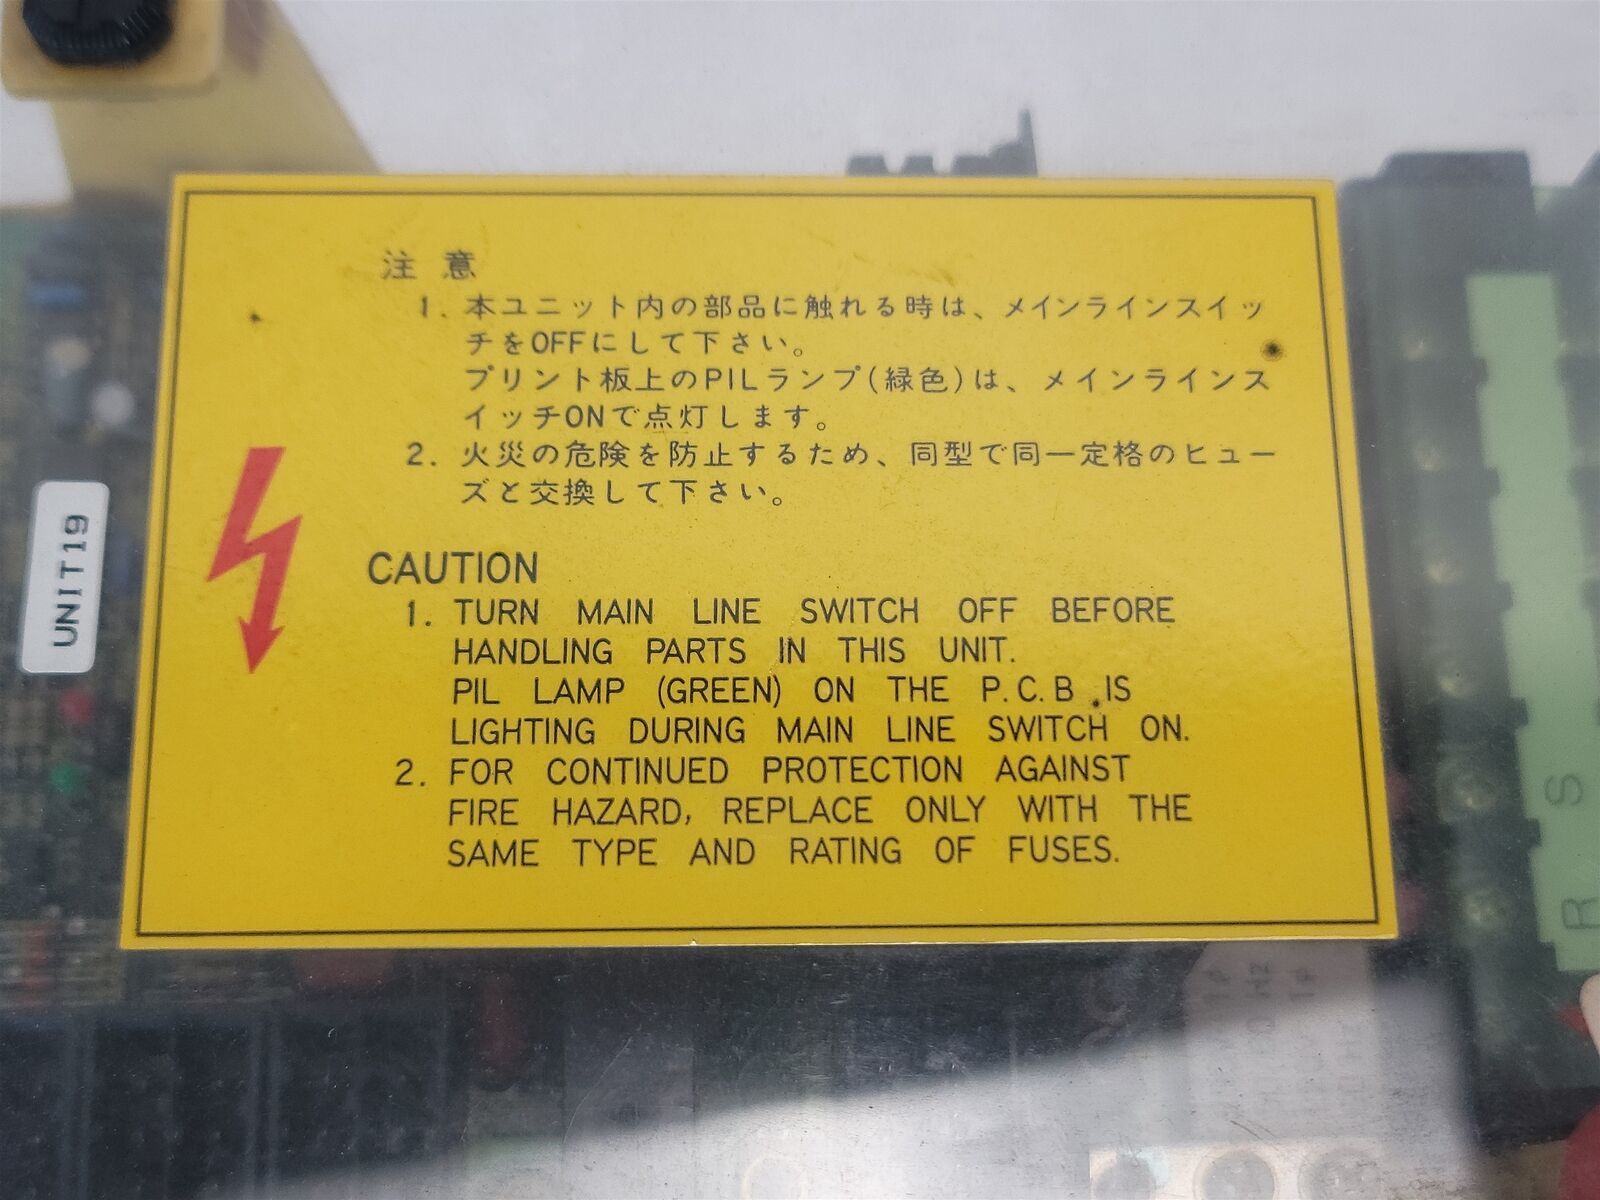 注 意
1. 本ユニット内の部品に触れる時は、メインラインスイッ
チをOFFにして下さい。
プリント板上のPILランプ(緑色)は、メインラインス
イッチONで点灯します。
2. 火災の危険を防止するため、同型で同一定格のヒュー
ズと交換して下さい。
CAUTION
1. TURN MAIN LINE SWITCH OFF BEFORE
HANDLING PARTS IN THIS UNIT.
PIL LAMP (GREEN) ON THE P.C.B. IS
LIGHTING DURING MAIN LINE SWITCH ON.
2. FOR CONTINUED PROTECTION AGAINST
FIRE HAZARD, REPLACE ONLY WITH THE
SAME TYPE AND RATING OF FUSES.
UNIT19
R S